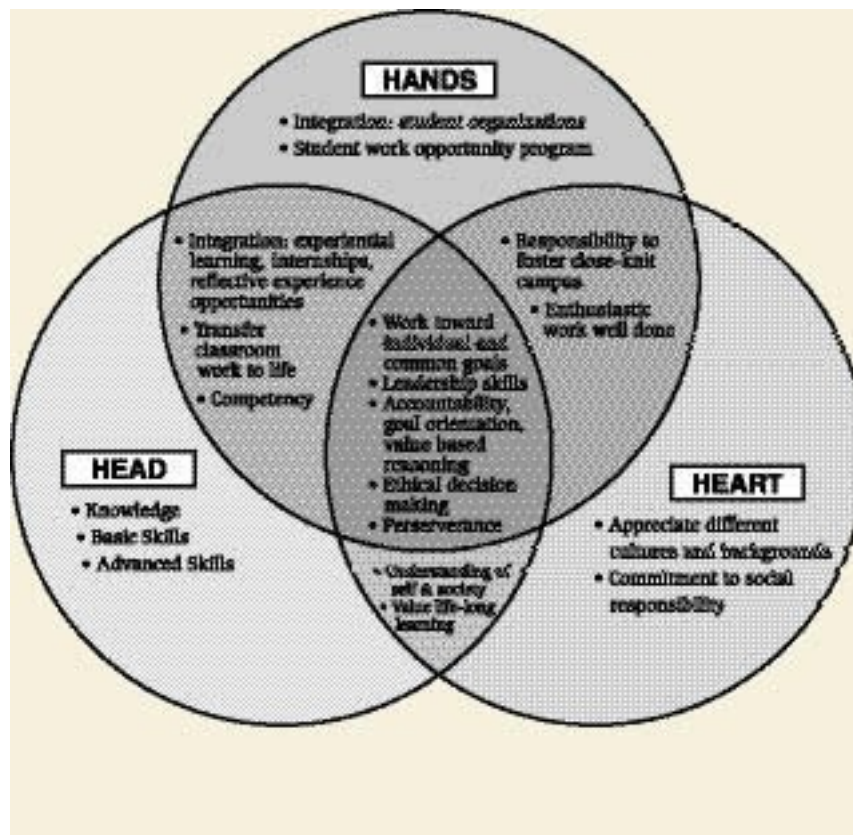 HANDS
• Integration: student organizations
• Student work opportunity program
• Integration: experiential
learning, internships,
reflective experience
opportunities
• Transfer
classroom
work to life
• Competency
• Responsibility to
foster close-knit
campus
• Enthusiastic
work well done
• Work toward
individual and
common goals
• Leadership skills
• Accountability,
goal orientation,
value based
reasoning
• Ethical decision
making
• Perserverance
HEAD
• Knowledge
• Basic Skills
• Advanced Skills
HEART
• Appreciate different
cultures and backgrounds
• Commitment to social
responsibility
• Understanding of
self & society
• Value life-long
learning